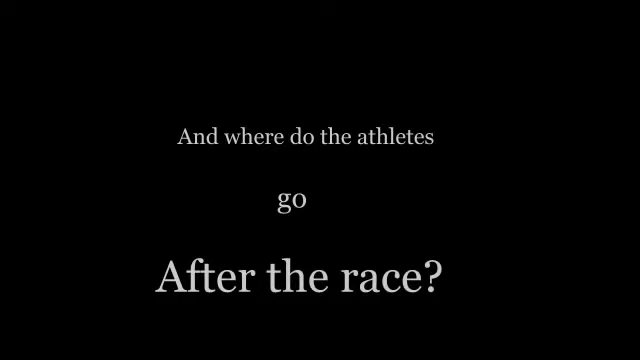 And where do the athletes
go
After the race?